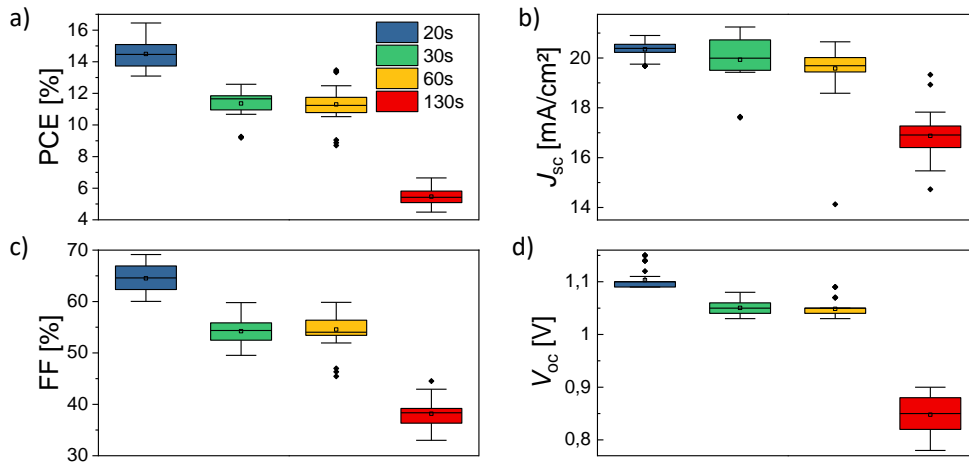 a)
PCE [%]
16
14
12
10
8
6
4
20s
30s
60s
130s
b)
Jsc [mA/cm²]
20
18
16
14
c)
FF [%]
70
60
50
40
30
d)
Voc [V]
1,1
1
0,9
0,8